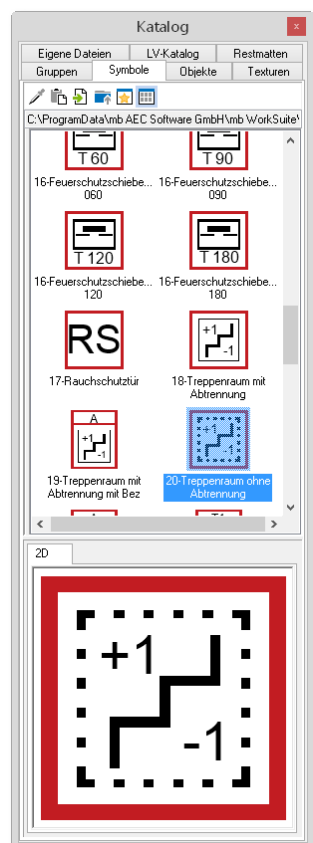 Katalog
x
Eigene Dateien
LV-Katalog
Restmatten
Gruppen
Symbole
Objekte
Texturen
C:\ProgramData\mb AEC Software GmbH\mb WorkSuite\
T 60
T 90
16-Feuerschutzschiebe...
060
16-Feuerschutzschiebe...
090
T 120
T 180
16-Feuerschutzschiebe...
120
16-Feuerschutzschiebe...
180
RS
+1
-1
17-Rauchschutztür
18-Treppenraum mit
Abtrennung
A
+1
-1
+1
-1
19-Treppenraum mit
Abtrennung mit Bez
20-Treppenraum ohne
Abtrennung
2D
+1
-1